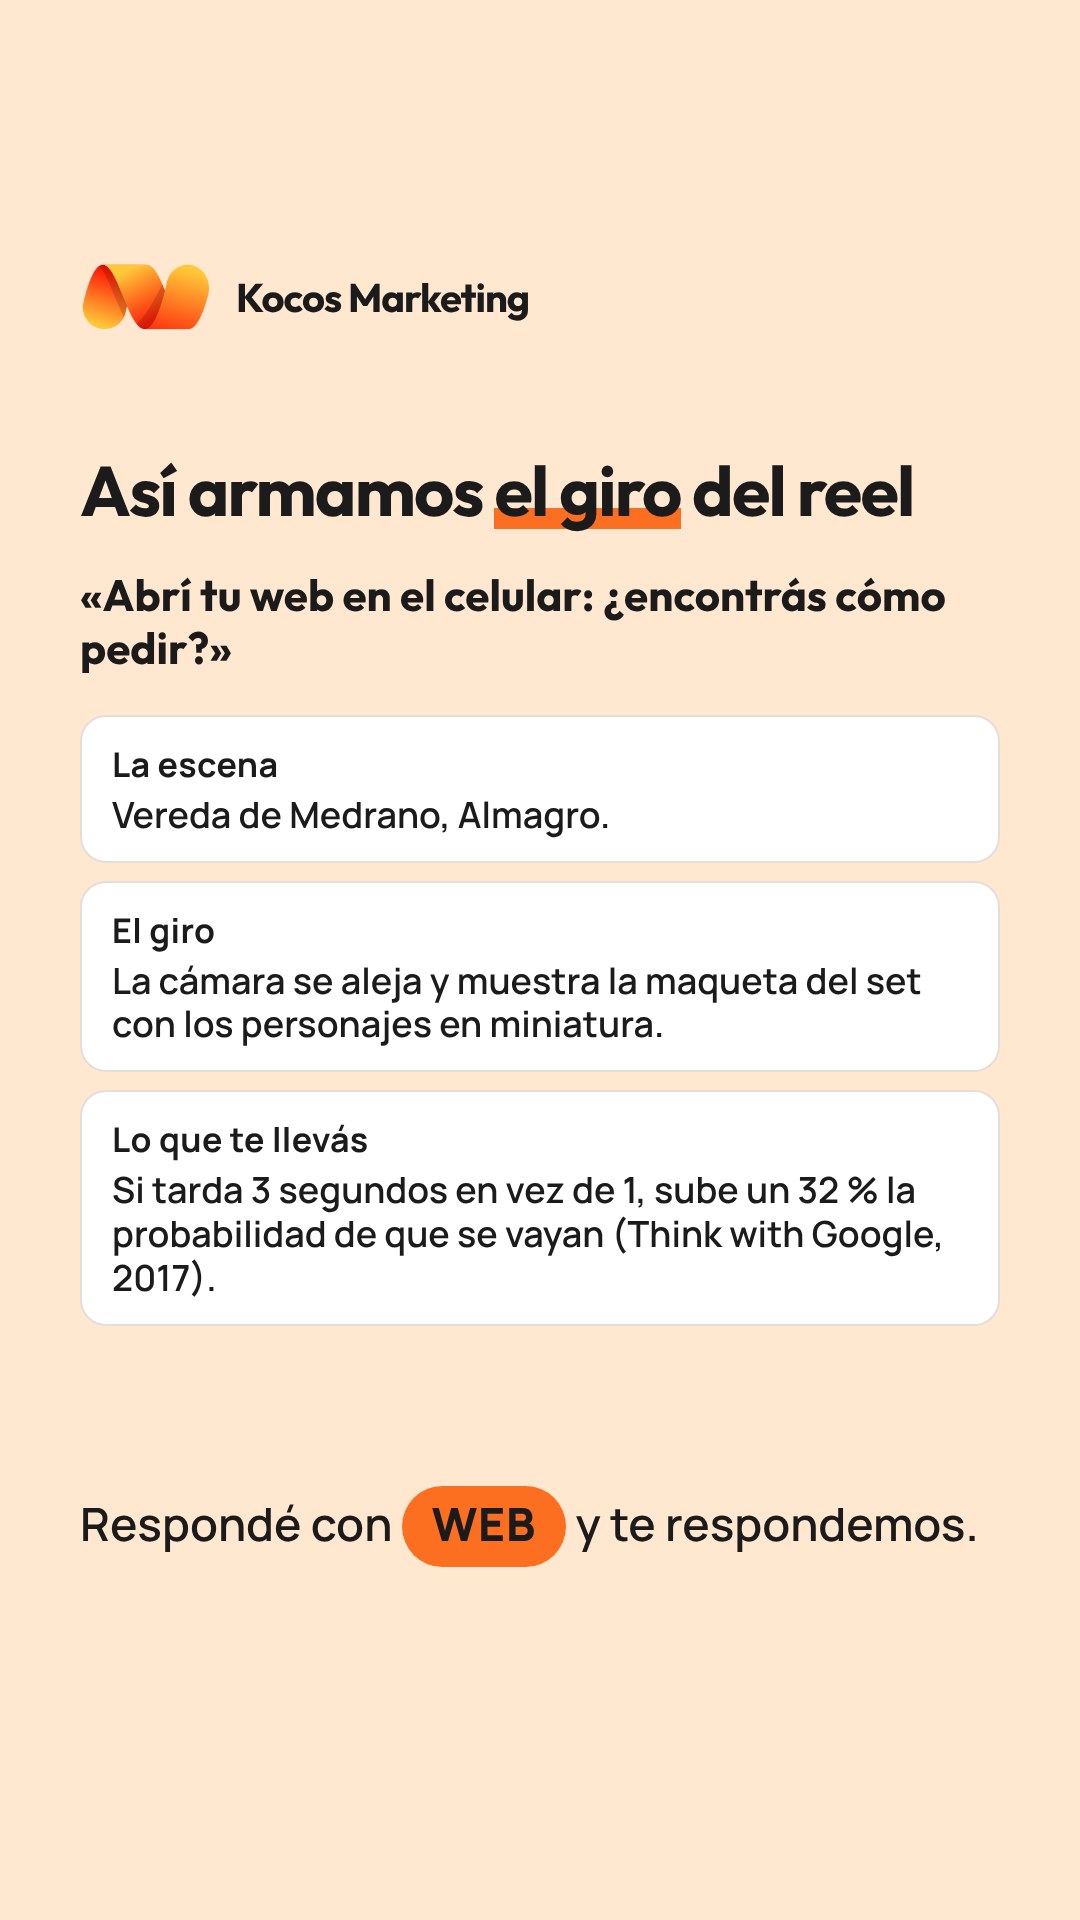 Kocos Marketing
Así armamos el giro del reel
«Abrí tu web en el celular: ¿encontrás cómo
pedir?»
La escena
Vereda de Medrano, Almagro.
El giro
La cámara se aleja y muestra la maqueta del set
con los personajes en miniatura.
Lo que te llevás
Si tarda 3 segundos en vez de 1, sube un 32 % la
probabilidad de que se vayan (Think with Google,
2017).
Respondé con WEB y te respondemos.